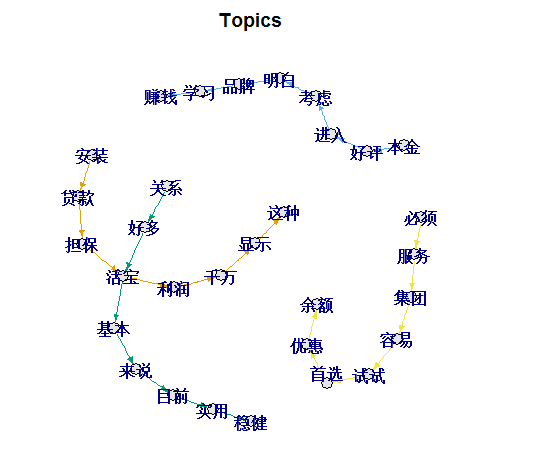 Topics
赚钱
学习
品牌
明白
考虑
进入
好评
本金
安装
贷款
担保
活宝
利润
千万
显示
这种
关系
好多
基本
来说
目前
实用
稳健
必须
服务
集团
容易
试试
首选
优惠
余额